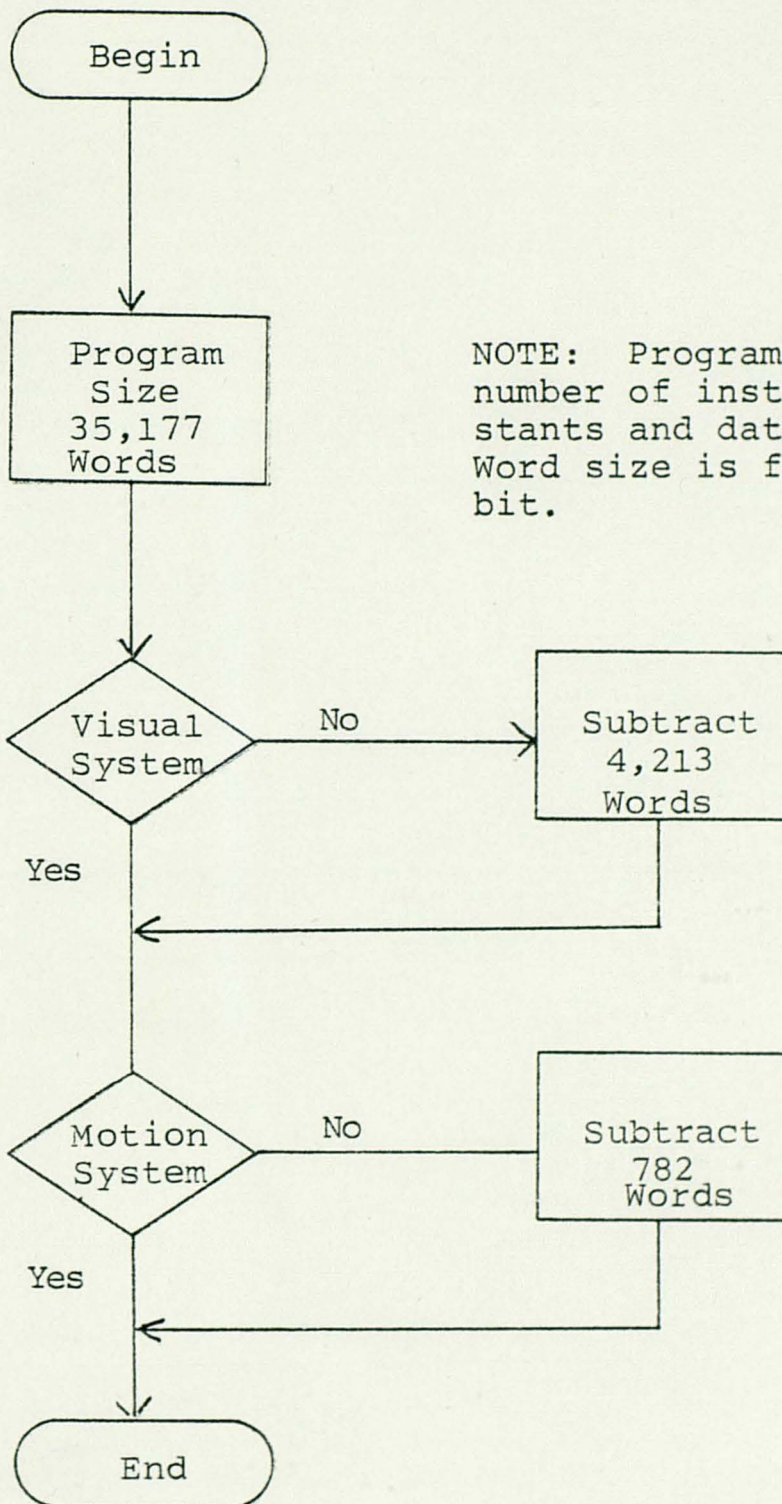 Begin
Program
Size
35,177
Words
NOTE: Program
number of inst
stants and dat
Word size is f
bit.
Visual
System
No
Subtract
4,213
Words
Yes
Motion
System
No
Subtract
782
Words
Yes
End